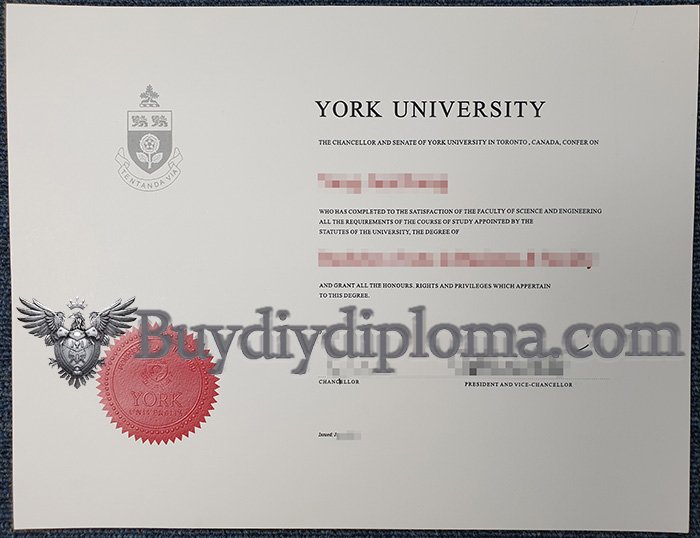 YORK UNIVERSITY
THE CHANCELLOR AND SENATE OF YORK UNIVERSITY IN TORONTO , CANADA, CONFER ON
TENTANDA VIA
WHO HAS COMPLETED TO THE SATISFACTION OF THE FACULTY OF SCIENCE AND ENGINEERING
ALL THE REQUIREMENTS OF THE COURSE OF STUDY APPOINTED BY THE
STATUTES OF THE UNIVERSITY, THE DEGREE OF
AND GRANT ALL THE HONOURS. RIGHTS AND PRIVILEGES WHICH APPERTAIN
TO THIS DEGREE.
Buydiydiploma.com
CHANCELLOR
PRESIDENT AND VICE-CHANCELLOR
YORK
Issued: